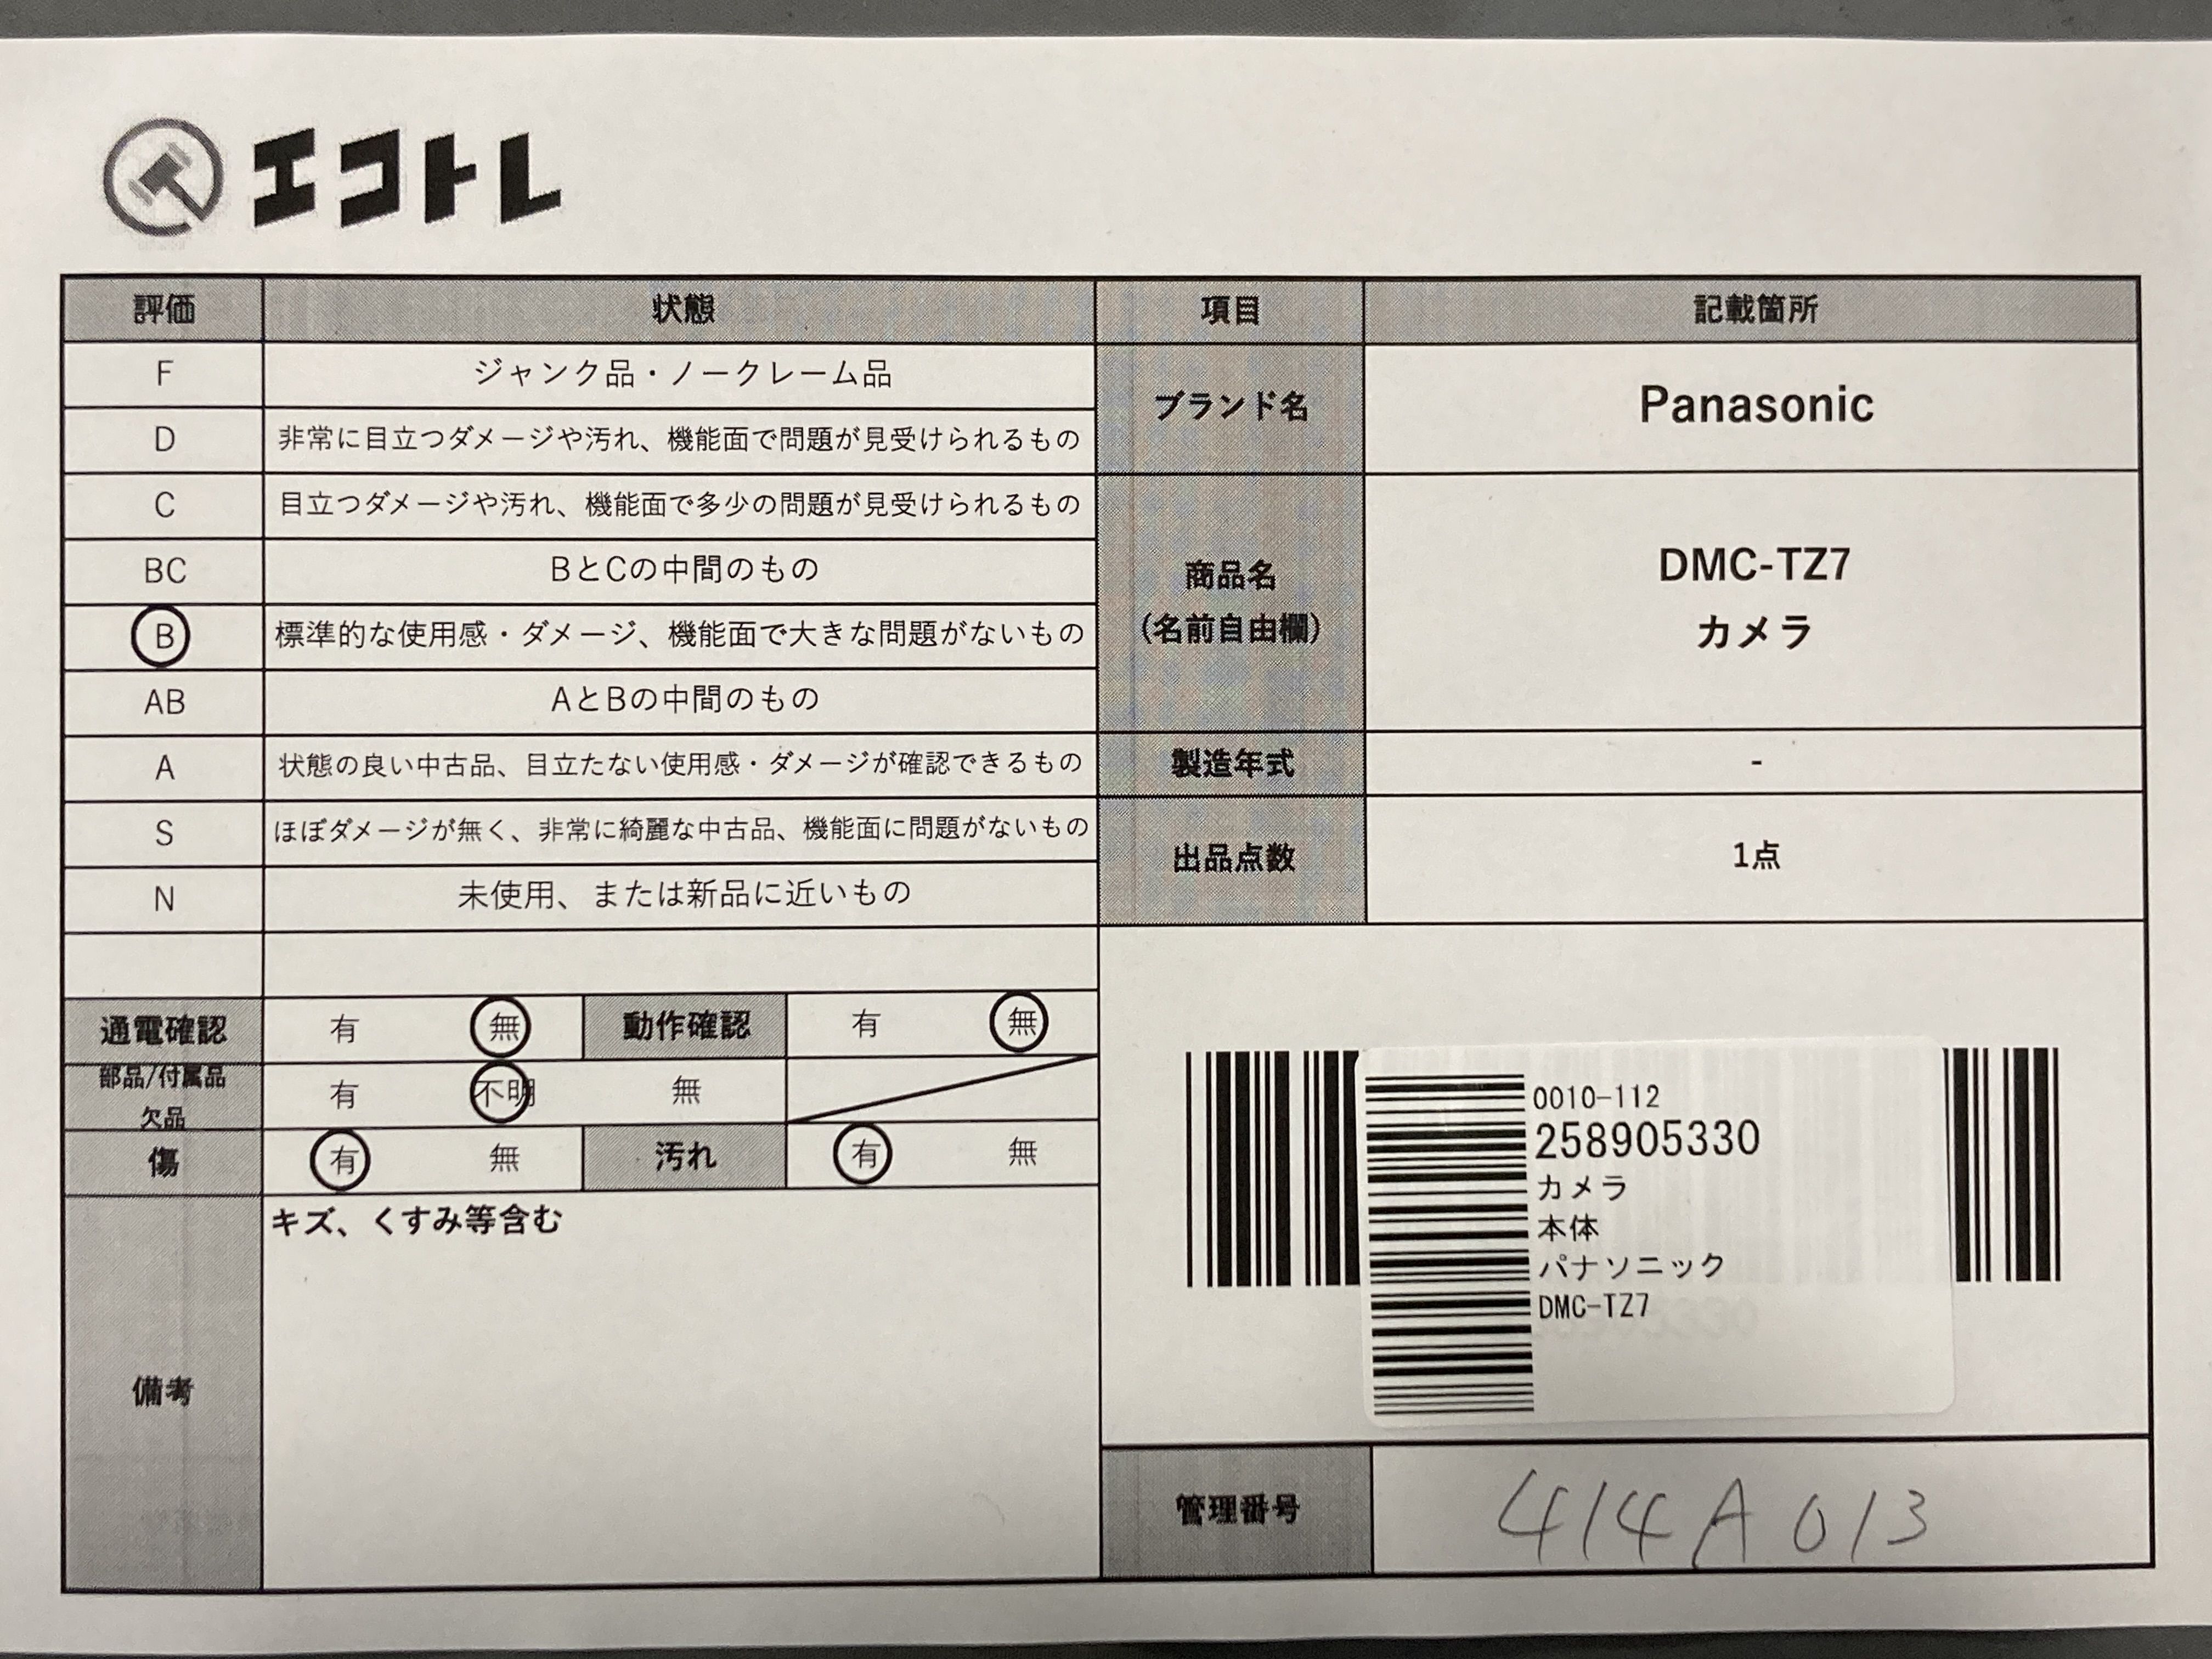 エコトレ
評価 状態 項目 記載箇所
F ジャンク品・ノークレーム品
D 非常に目立つダメージや汚れ、機能面で問題が見受けられるもの
ブランド名 Panasonic
C 目立つダメージや汚れ、機能面で多少の問題が見受けられるもの
BC BとCの中間のもの
B 標準的な使用感・ダメージ、機能面で大きな問題がないもの
AB AとBの中間のもの
商品名
(名前自由欄)
DMC-TZ7
カメラ
A 状態の良い中古品、目立たない使用感・ダメージが確認できるもの
製造年式 -
S ほぼダメージが無く、非常に綺麗な中古品、機能面に問題がないもの
N 未使用、または新品に近いもの
出品点数 1点
通電確認 有 無 動作確認 有 無
部品/付属品
欠品
有 不明 無
傷 有 無 汚れ 有 無
備考
キズ、くすみ等含む
0010-112
258905330
カメラ
本体
パナソニック
DMC-TZ7
管理番号 414A013